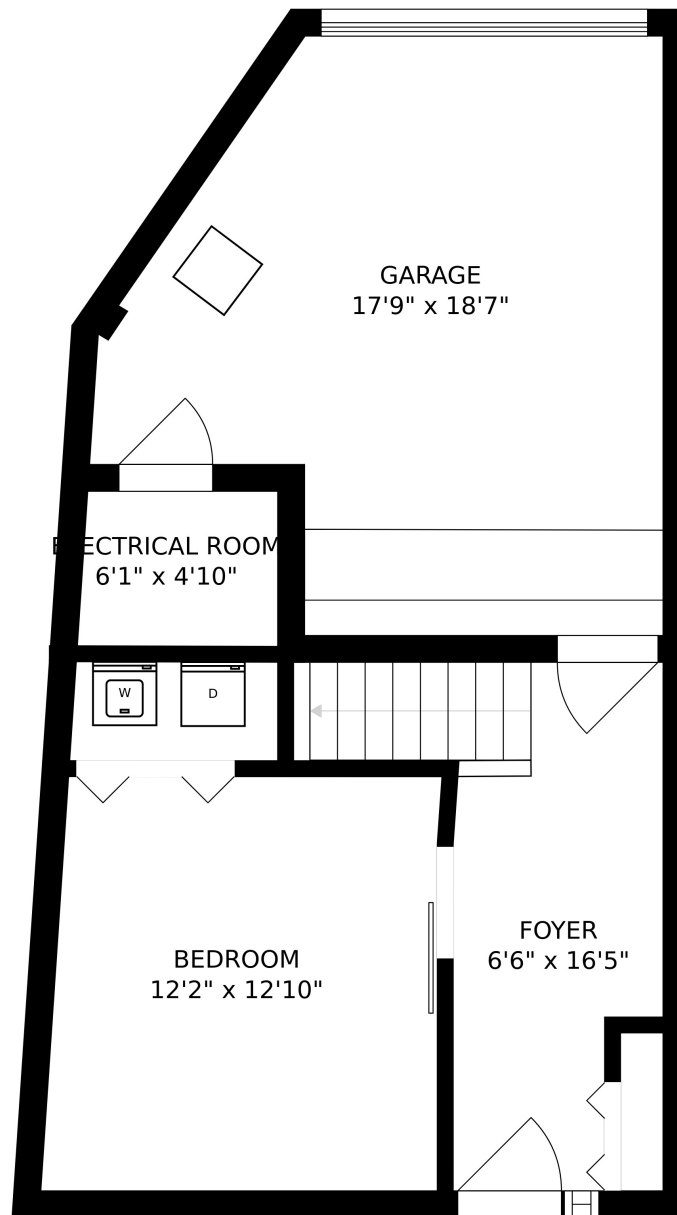 GARAGE
17'9" x 18'7"
ELECTRICAL ROOM
6'1" x 4'10"
W
D
FOYER
6'6" x 16'5"
BEDROOM
12'2" x 12'10"